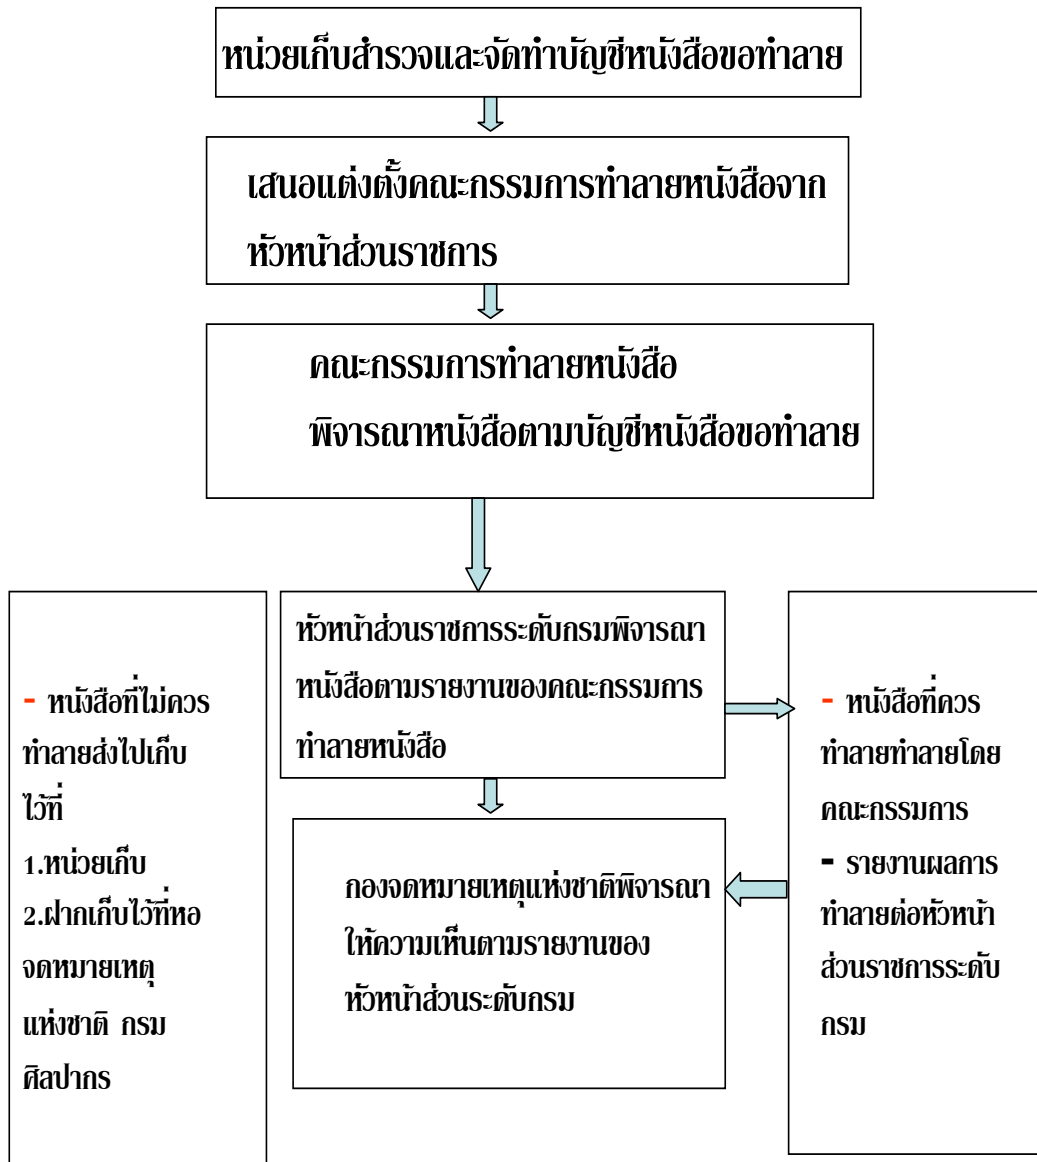 หน่วยเก็บสำรวจและจัดทำบัญชีหนังสือขอทำลาย
เสนอแต่งตั้งคณะกรรมการทำลายหนังสือจาก
หัวหน้าส่วนราชการ
คณะกรรมการทำลายหนังสือ
พิจารณาหนังสือตามบัญชีหนังสือขอทำลาย
- หนังสือที่ไม่ควร
ทำลายส่งไปเก็บ
ไว้ที่
1.หน่วยเก็บ
2.ฝากเก็บไว้ที่หอ
จดหมายเหตุ
แห่งชาติ กรม
ศิลปากร
หัวหน้าส่วนราชการระดับกรมพิจารณา
หนังสือตามรายงานของคณะกรรมการ
ทำลายหนังสือ
กองจดหมายเหตุแห่งชาติพิจารณา
ให้ความเห็นตามรายงานของ
หัวหน้าส่วนระดับกรม
- หนังสือที่ควร
ทำลายทำลายโดย
คณะกรรมการ
- รายงานผลการ
ทำลายต่อหัวหน้า
ส่วนราชการระดับ
กรม